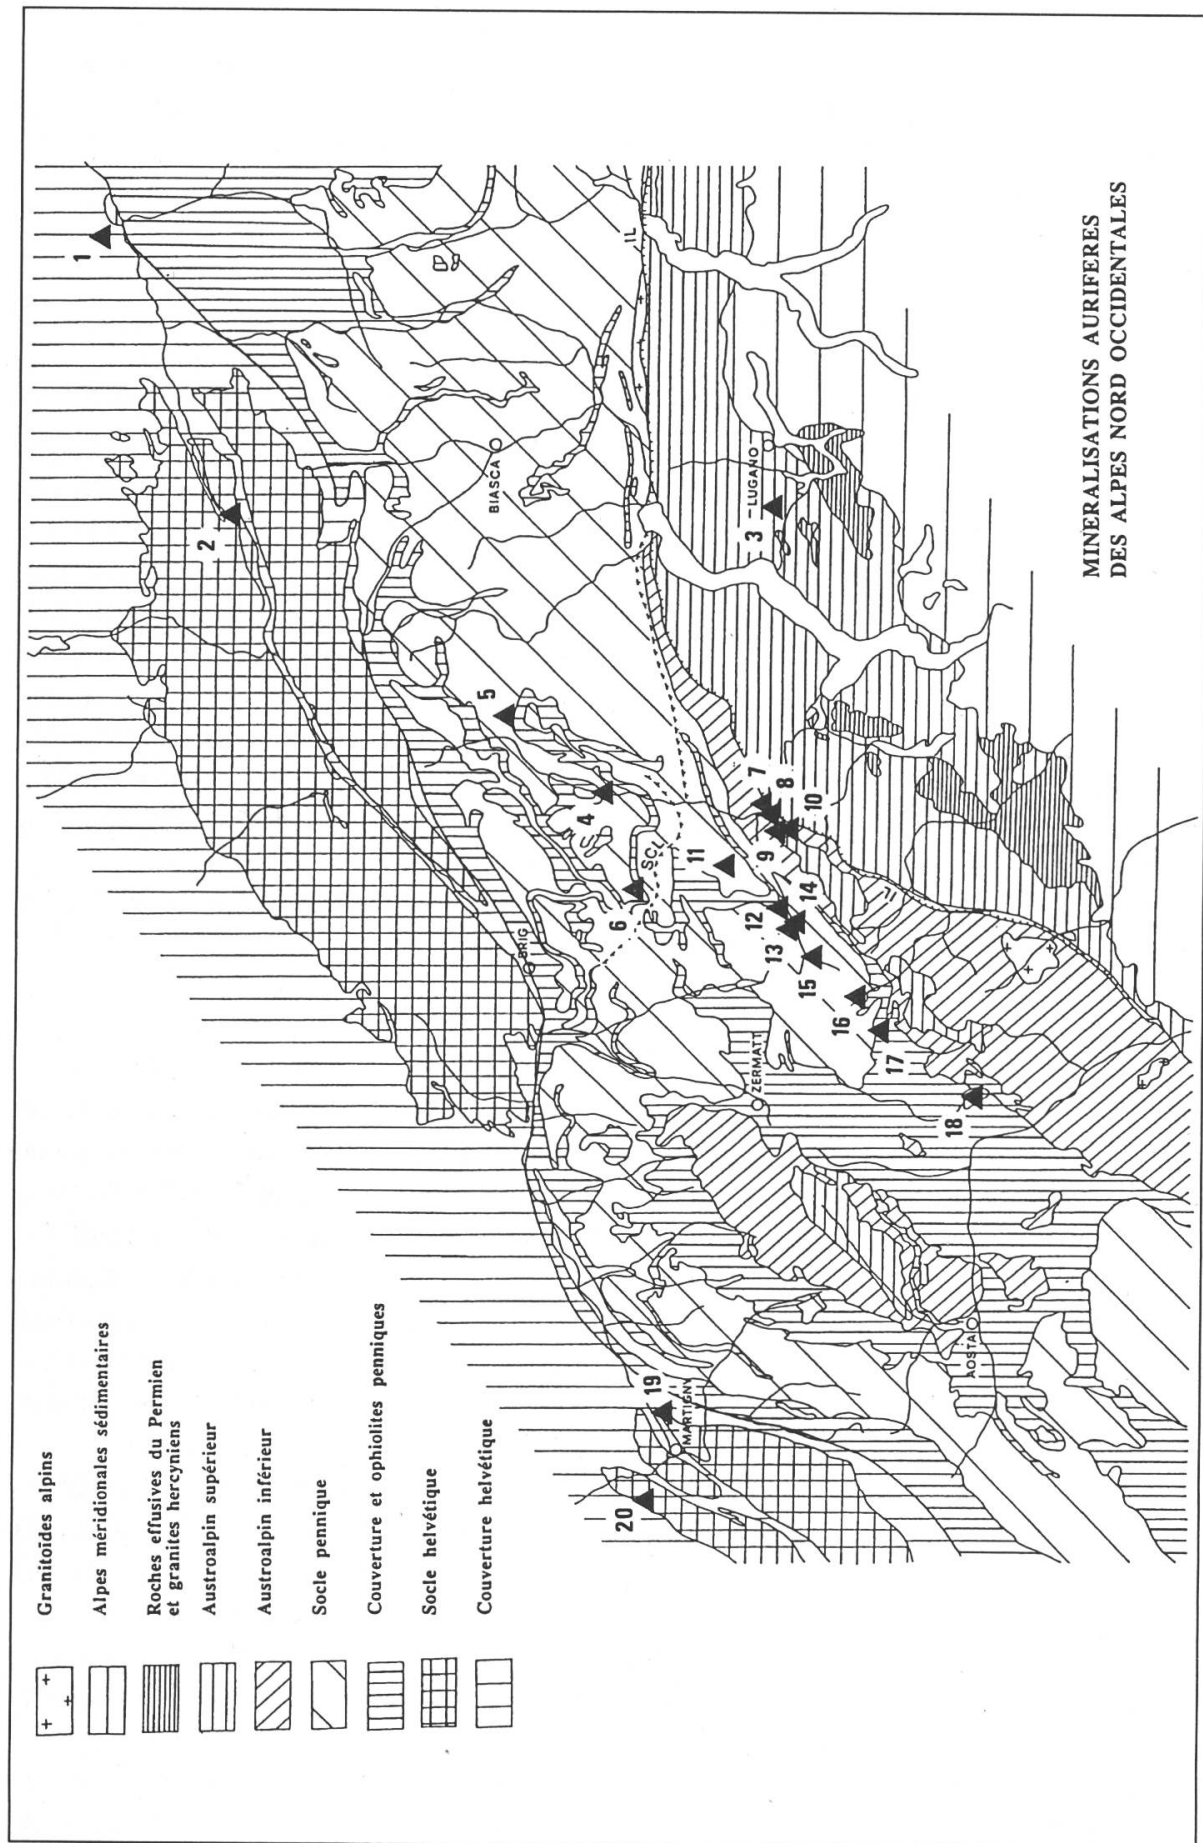 Granitoïdes alpins
Alpes méridionales sédimentaires
Roches effusives du Permien
et granites hercyniens
Austroalpin supérieur
Austroalpin inférieur
Socle pennique
Couverture et ophiolites penniques
Socle helvétique
Couverture helvétique
1
2
3
LUGANO
BIASCA
IL
5
4
6
SCL
BRIG
7
8
9
10
11
12
13
14
15
16
17
18
IL
ZERMATT
AOSTA
19
MARTIGNY
20
MINERALISATIONS AURIFERES
DES ALPES NORD OCCIDENTALES